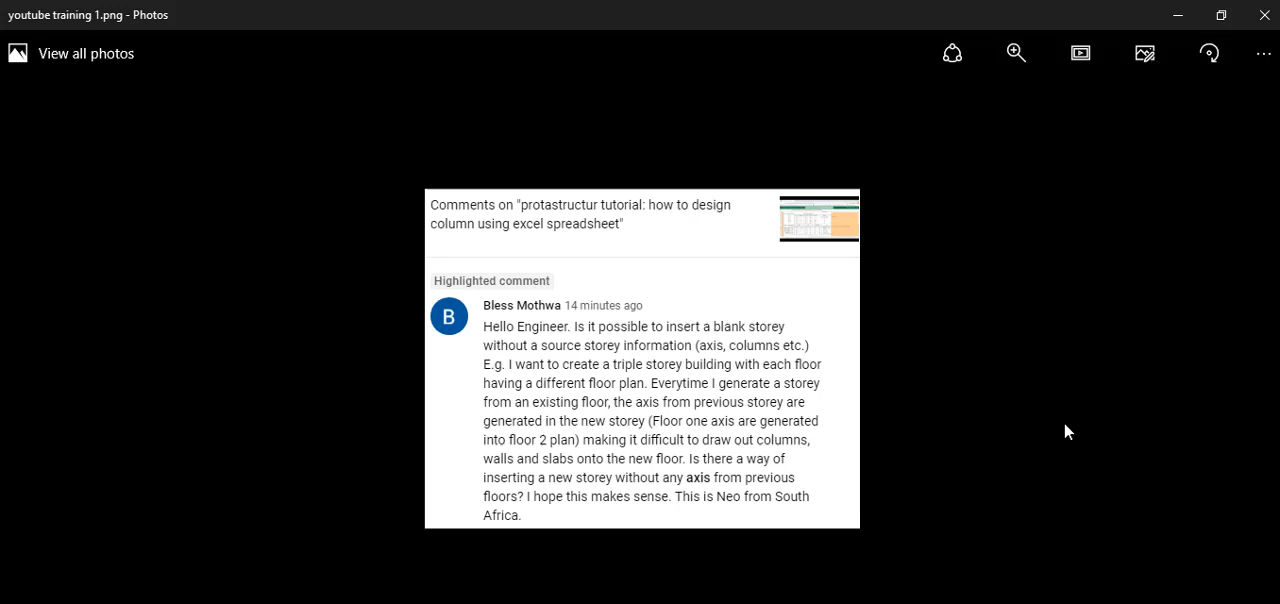 youtube training 1.png - Photos
View all photos
Comments on "protastructur tutorial: how to design
column using excel spreadsheet"
Highlighted comment
B
Bless Mothwa 14 minutes ago
Hello Engineer. Is it possible to insert a blank storey
without a source storey information (axis, columns etc.)
E.g. I want to create a triple storey building with each floor
having a different floor plan. Everytime I generate a storey
from an existing floor, the axis from previous storey are
generated in the new storey (Floor one axis are generated
into floor 2 plan) making it difficult to draw out columns,
walls and slabs onto the new floor. Is there a way of
inserting a new storey without any axis from previous
floors? I hope this makes sense. This is Neo from South
Africa.